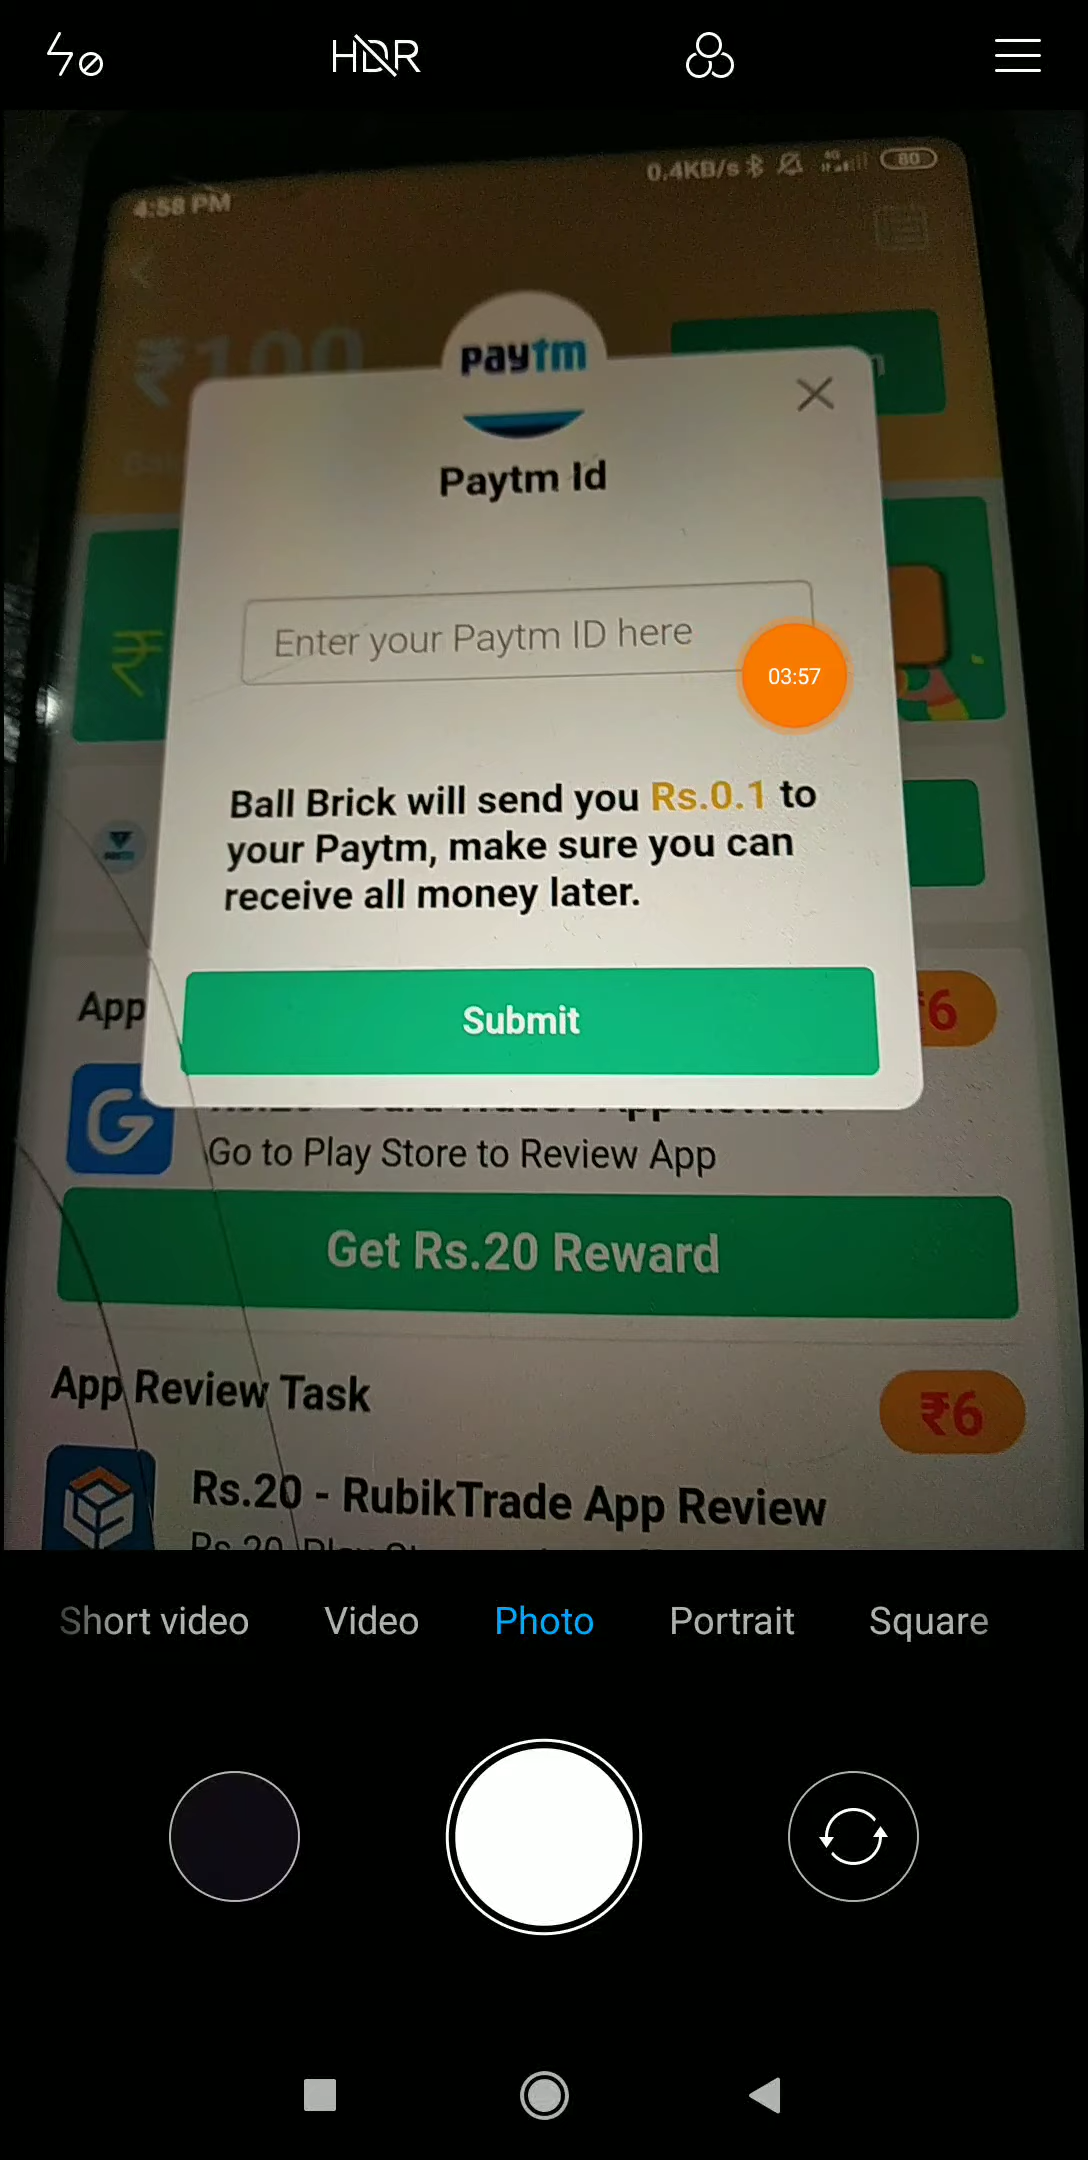 HDR
4:58 PM
0.4KB/s
4G
80
₹100
paytm
Paytm Id
Enter your Paytm ID here
03:57
Ball Brick will send you Rs.0.1 to
your Paytm, make sure you can
receive all money later.
Submit
App
₹6
Go to Play Store to Review App
Get Rs.20 Reward
App Review Task
₹6
Rs.20 - RubikTrade App Review
Short video
Video
Photo
Portrait
Square